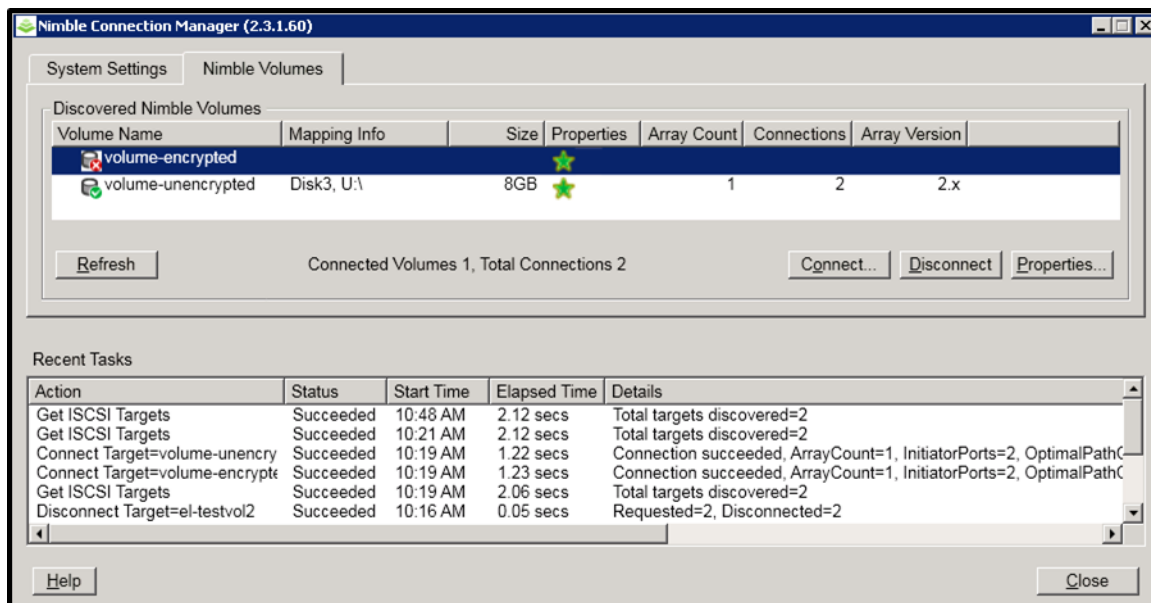 Nimble Connection Manager (2.3.1.60)
System Settings Nimble Volumes
Discovered Nimble Volumes
Volume Name Mapping Info Size Properties Array Count Connections Array Version
volume-encrypted
volume-unencrypted Disk3, U:\ 8GB 1 2 2.x
Refresh Connected Volumes 1, Total Connections 2 Connect... Disconnect Properties...
Recent Tasks
Action Status Start Time Elapsed Time Details
Get ISCSI Targets Succeeded 10:48 AM 2.12 secs Total targets discovered=2
Get ISCSI Targets Succeeded 10:21 AM 2.12 secs Total targets discovered=2
Connect Target=volume-unencry Succeeded 10:19 AM 1.22 secs Connection succeeded, ArrayCount=1, InitiatorPorts=2, OptimalPathC
Connect Target=volume-encrypte Succeeded 10:19 AM 1.23 secs Connection succeeded, ArrayCount=1, InitiatorPorts=2, OptimalPathC
Get ISCSI Targets Succeeded 10:19 AM 2.06 secs Total targets discovered=2
Disconnect Target=el-testvol2 Succeeded 10:16 AM 0.05 secs Requested=2, Disconnected=2
Help Close